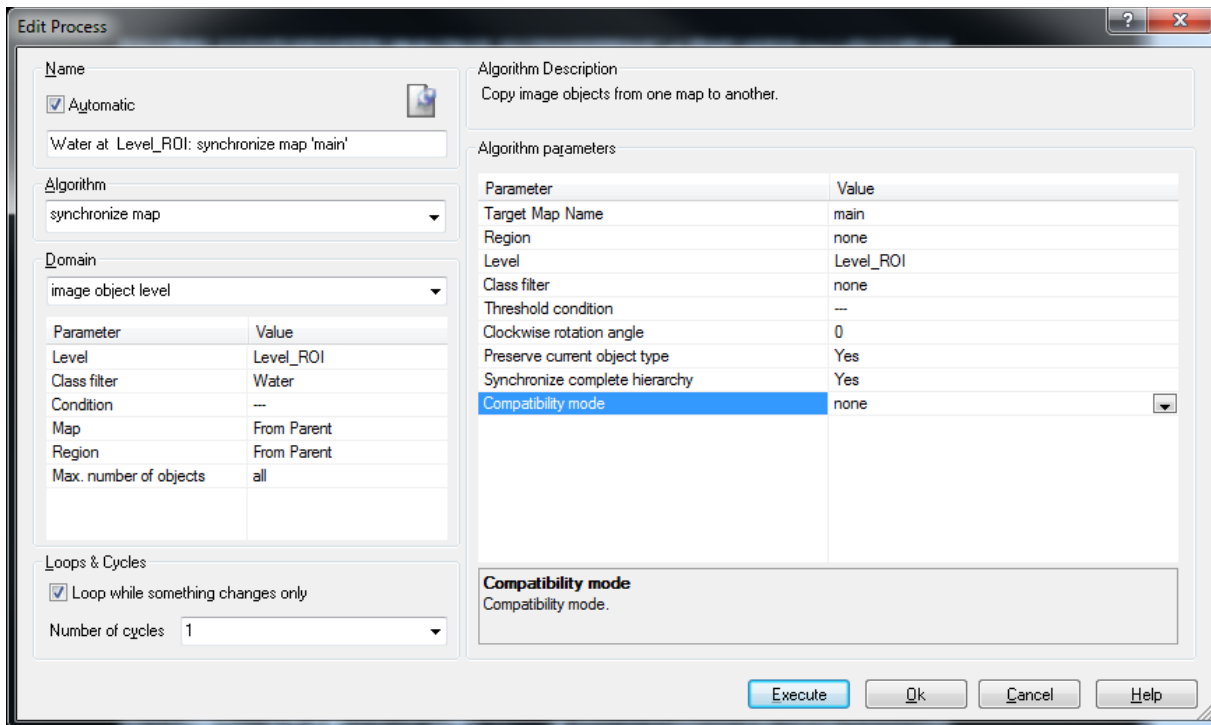 Edit Process
Name
Automatic
Water at  Level_ROI: synchronize map 'main'
Algorithm
synchronize map
Domain
image object level
Parameter Value
Level Level_ROI
Class filter Water
Condition ---
Map From Parent
Region From Parent
Max. number of objects all
Loops & Cycles
Loop while something changes only
Number of cycles 1
Algorithm Description
Copy image objects from one map to another.
Algorithm parameters
Parameter Value
Target Map Name main
Region none
Level Level_ROI
Class filter none
Threshold condition ---
Clockwise rotation angle 0
Preserve current object type Yes
Synchronize complete hierarchy Yes
Compatibility mode none
Compatibility mode
Compatibility mode.
Execute Ok Cancel Help